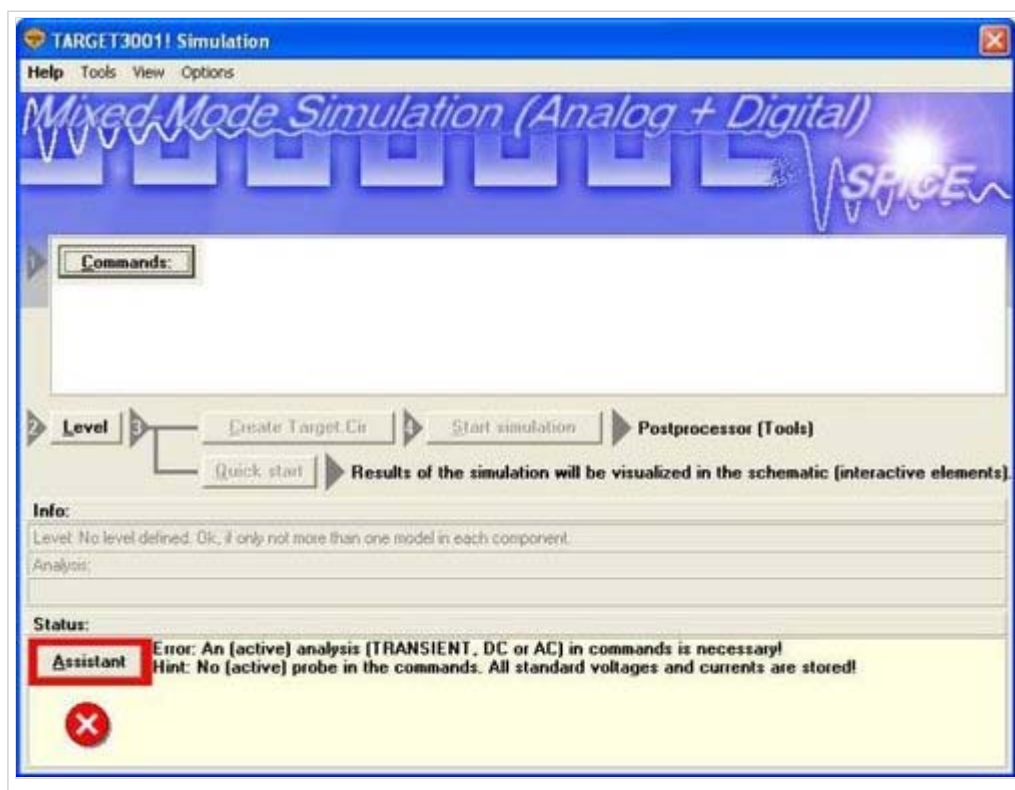 TARGET3001! Simulation
Help Tools View Options
Mixed-Mode Simulation (Analog + Digital)
SPICE
1
Commands:
2 Level 3 Create Target.Cir 4 Start simulation Postprocessor (Tools)
Quick start Results of the simulation will be visualized in the schematic (interactive elements).
Info:
Level: No level defined. Ok, if only not more than one model in each component.
Analysis:
Status:
Assistant
Error: An (active) analysis (TRANSIENT, DC or AC) in commands is necessary!
Hint: No (active) probe in the commands. All standard voltages and currents are stored!